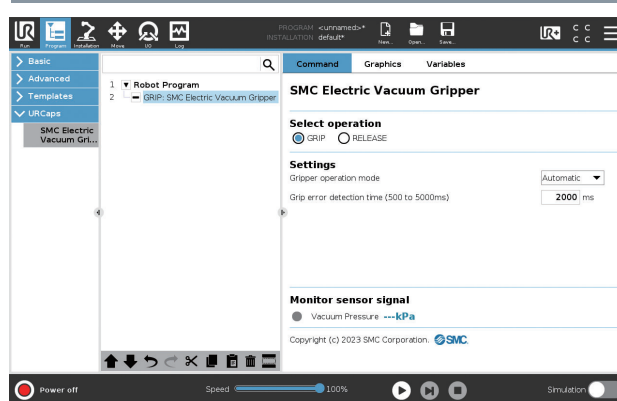 PROGRAM <unnamed>*
INSTALLATION default*
Run Program Installation Move I/O Log New... Open... Save...
UR
UR+
C C
C C
Basic
Advanced
Templates
URCaps
SMC Electric
Vacuum Gri...
1 Robot Program
2 GRIP: SMC Electric Vacuum Gripper
Command Graphics Variables
SMC Electric Vacuum Gripper
Select operation
GRIP RELEASE
Settings
Gripper operation mode Automatic
Grip error detection time (500 to 5000ms) 2000 ms
Monitor sensor signal
Vacuum Pressure ---kPa
Copyright (c) 2023 SMC Corporation. SMC.
Power off Speed 100% Simulation